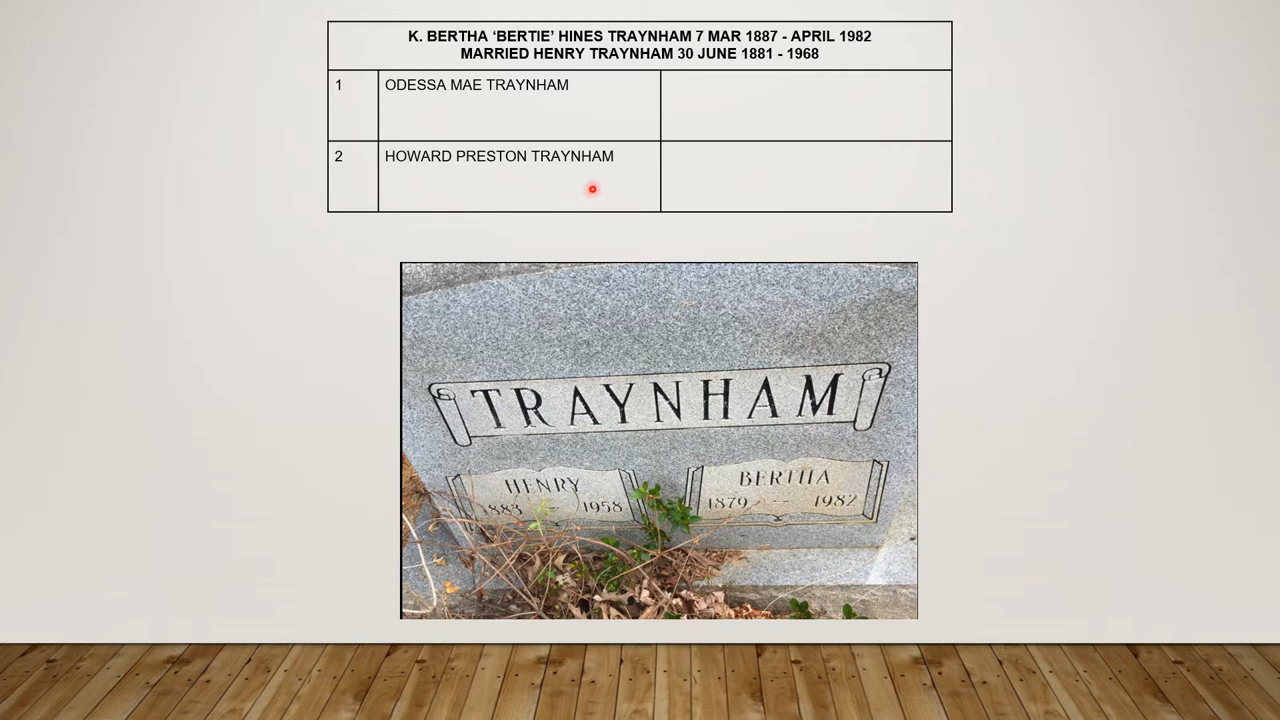 K. BERTHA ‘BERTIE’ HINES TRAYNHAM 7 MAR 1887 - APRIL 1982
MARRIED HENRY TRAYNHAM 30 JUNE 1881 - 1968
1 ODESSA MAE TRAYNHAM
2 HOWARD PRESTON TRAYNHAM
TRAYNHAM
HENRY
1883 — 1958
BERTHA
1879 — 1982